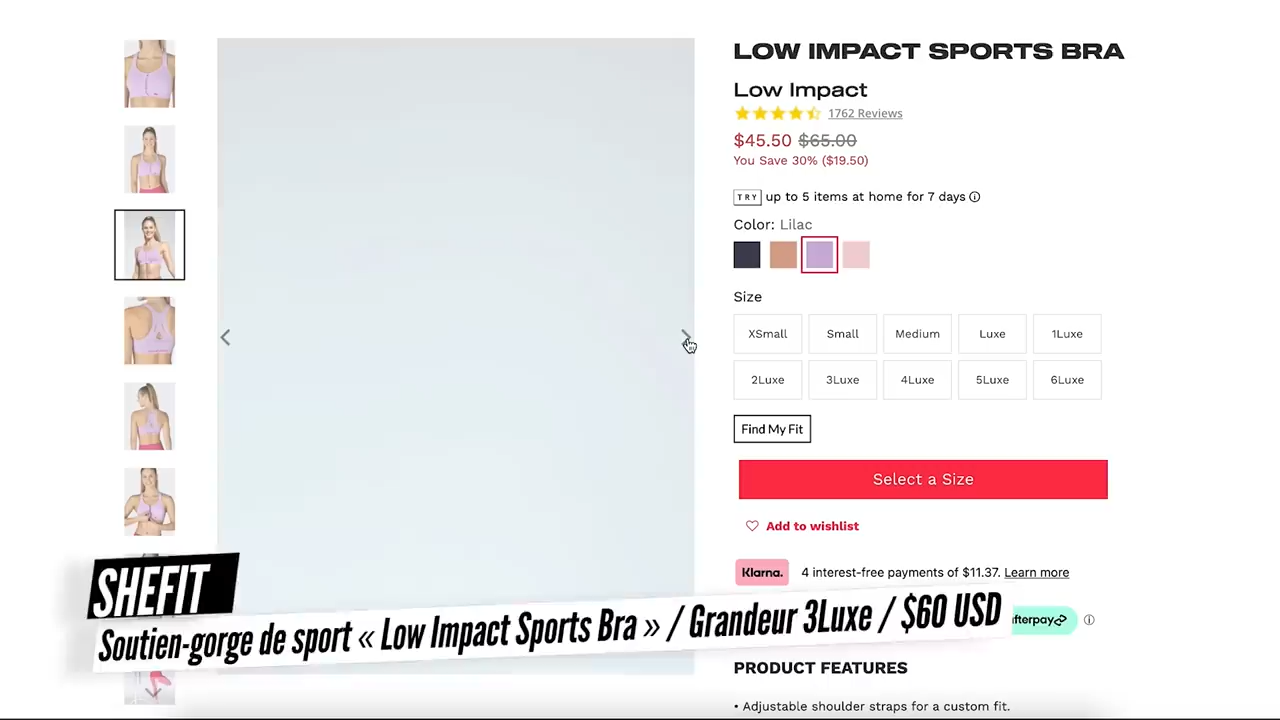 LOW IMPACT SPORTS BRA
Low Impact
1762 Reviews
$45.50 $65.00
You Save 30% ($19.50)
TRY up to 5 items at home for 7 days
Color: Lilac
Size
XSmall Small Medium Luxe 1Luxe
2Luxe 3Luxe 4Luxe 5Luxe 6Luxe
Find My Fit
Select a Size
Add to wishlist
Klarna. 4 interest-free payments of $11.37. Learn more
SHEFIT
Soutien-gorge de sport « Low Impact Sports Bra » / Grandeur 3Luxe / $60 USD
afterpay
PRODUCT FEATURES
• Adjustable shoulder straps for a custom fit.